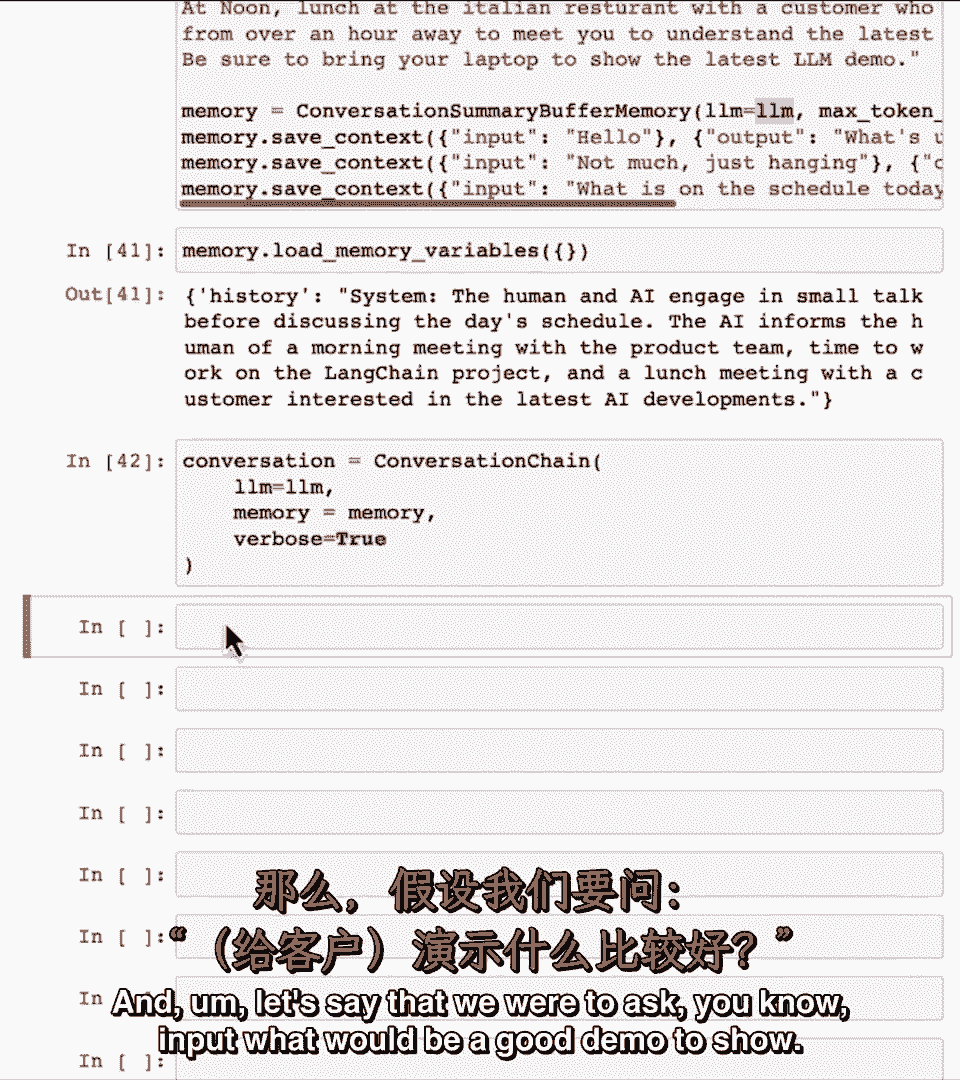 At Noon, lunch at the italian resturant with a customer who
from over an hour away to meet you to understand the latest
Be sure to bring your laptop to show the latest LLM demo."
memory = ConversationSummaryBufferMemory(llm=llm, max_token_
memory.save_context({"input": "Hello"}, {"output": "What's u
memory.save_context({"input": "Not much, just hanging"}, {"o
memory.save_context({"input": "What is on the schedule today
In [41]: memory.load_memory_variables({})
Out[41]: {'history': "System: The human and AI engage in small talk
before discussing the day's schedule. The AI informs the h
uman of a morning meeting with the product team, time to w
ork on the LangChain project, and a lunch meeting with a c
ustomer interested in the latest AI developments."}
In [42]: conversation = ConversationChain(
llm=llm,
memory = memory,
verbose=True
)
In [ ]:
In [ ]:
In [ ]:
In [ ]:
In [ ]:
那么，假设我们要问：
In [ ]:
“（给客户）演示什么比较好？”
In [ ]:
And, um, let's say that we were to ask, you know,
input what would be a good demo to show.
In [ ]: